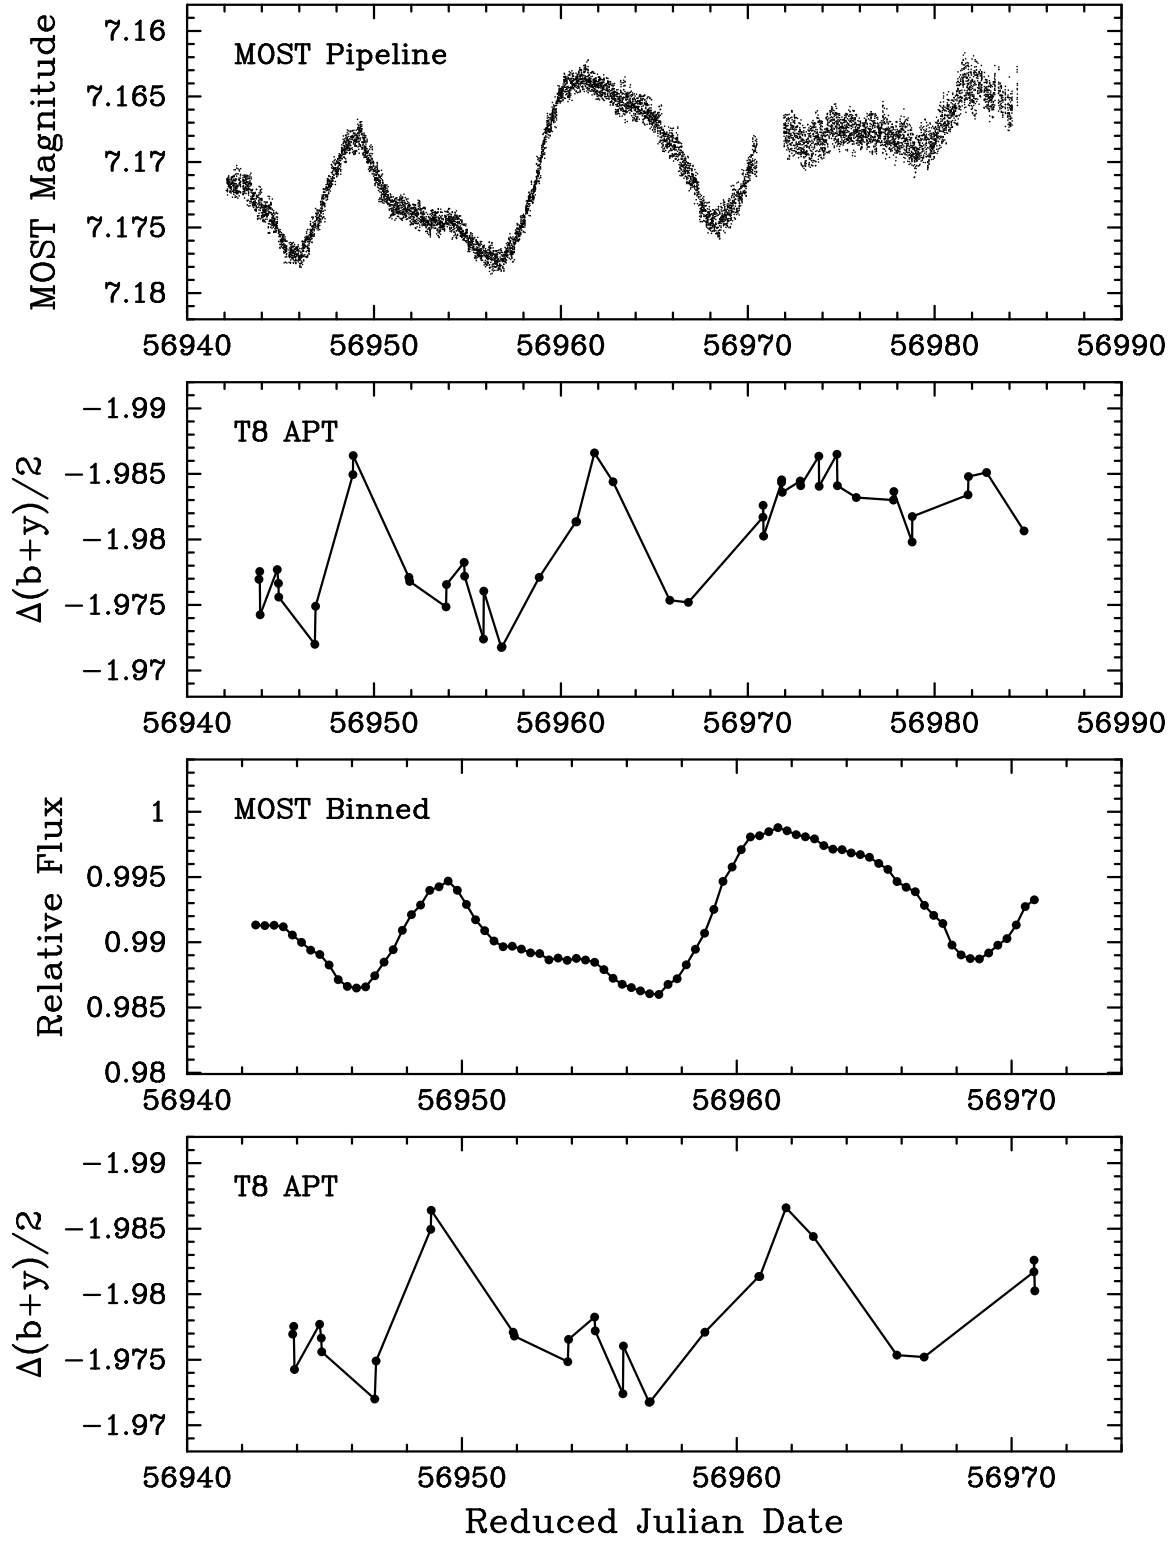 MOST Pipeline
MOST Magnitude
7.16
7.165
7.17
7.175
7.18
56940 56950 56960 56970 56980 56990
T8 APT
Δ(b+y)/2
−1.99
−1.985
−1.98
−1.975
−1.97
56940 56950 56960 56970 56980 56990
MOST Binned
Relative Flux
1
0.995
0.99
0.985
0.98
56940 56950 56960 56970
T8 APT
Δ(b+y)/2
−1.99
−1.985
−1.98
−1.975
−1.97
56940 56950 56960 56970
Reduced Julian Date